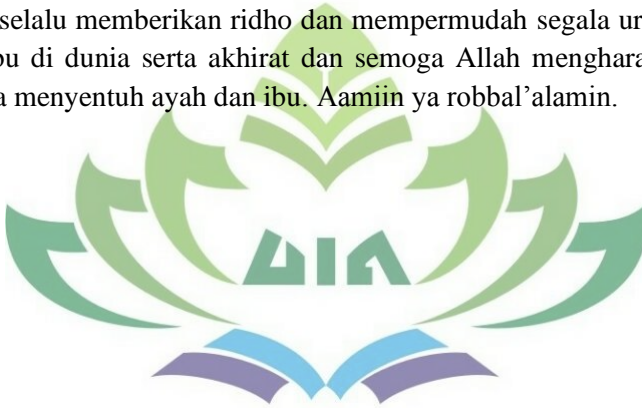 selalu memberikan ridho dan mempermudah segala
di dunia serta akhirat dan semoga Allah
menyentuh ayah dan ibu. Aamiin ya robbal’alamin.
UIN